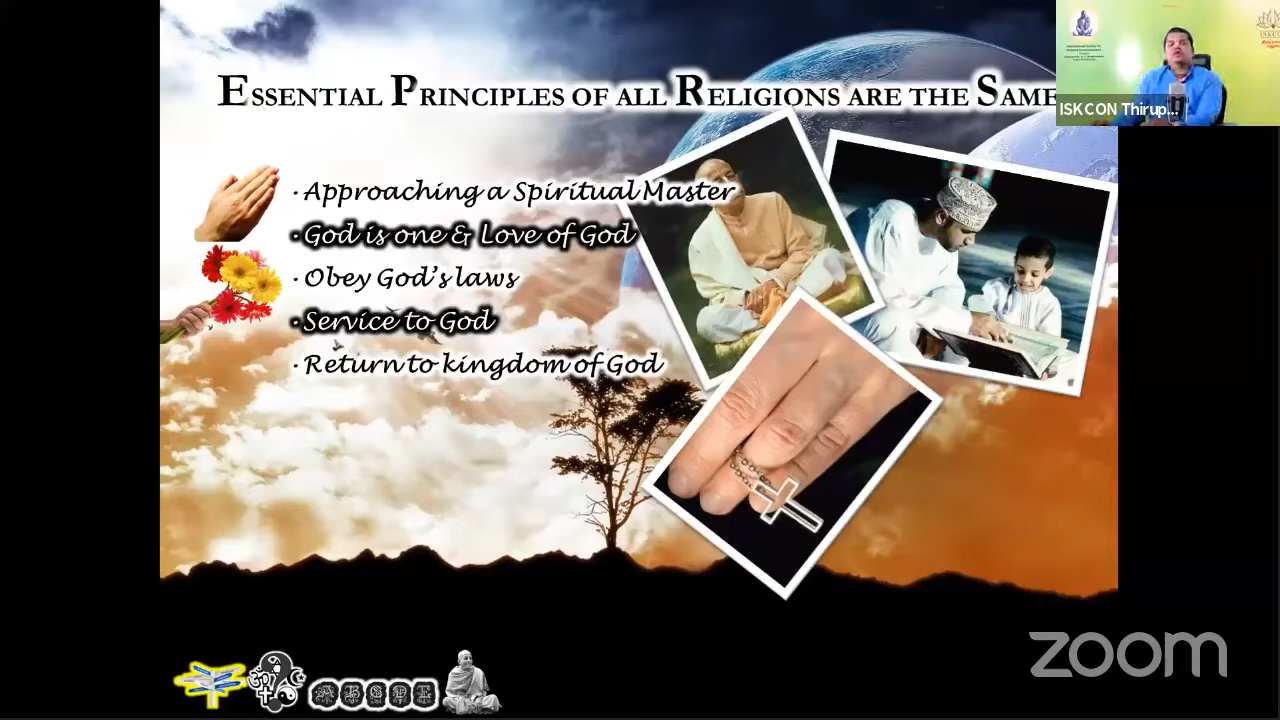 ESSENTIAL PRINCIPLES OF ALL RELIGIONS ARE THE SAME
ISKCON Thirup...
· Approaching a Spiritual Master
· God is one & Love of God
· Obey God's laws
· Service to God
· Return to kingdom of God
zoom
A B C D E